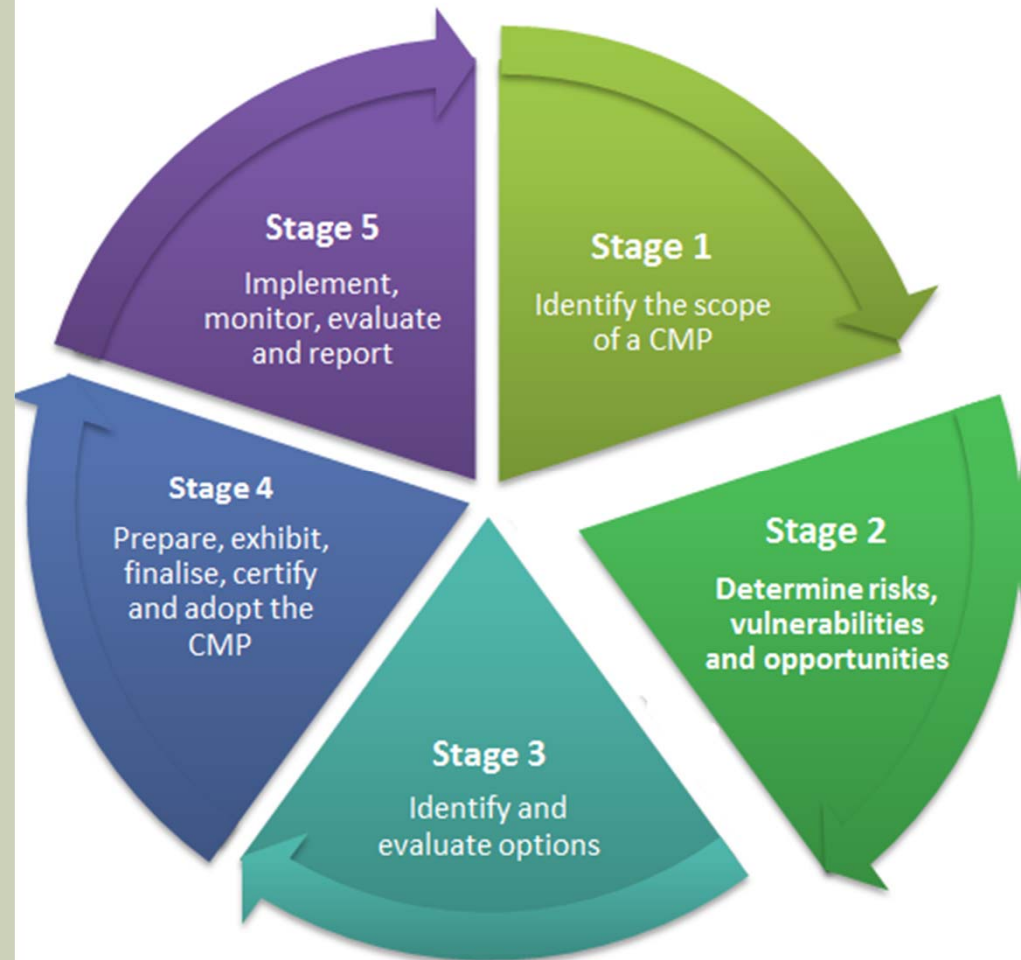 Stage 1
Identify the scope
of a CMP
Stage 2
Determine risks,
vulnerabilities
and opportunities
Stage 3
Identify and
evaluate options
Stage 4
Prepare, exhibit,
finalise, certify
and adopt the
CMP
Stage 5
Implement,
monitor, evaluate
and report